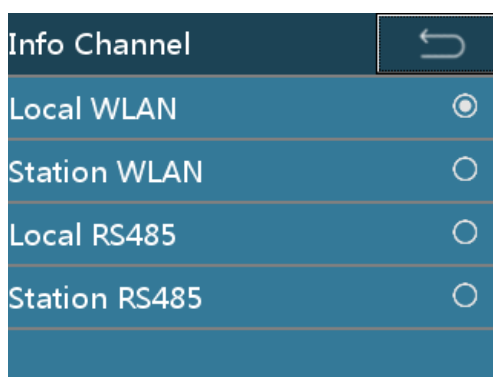 Info Channel
Local WLAN
Station WLAN
Local RS485
Station RS485